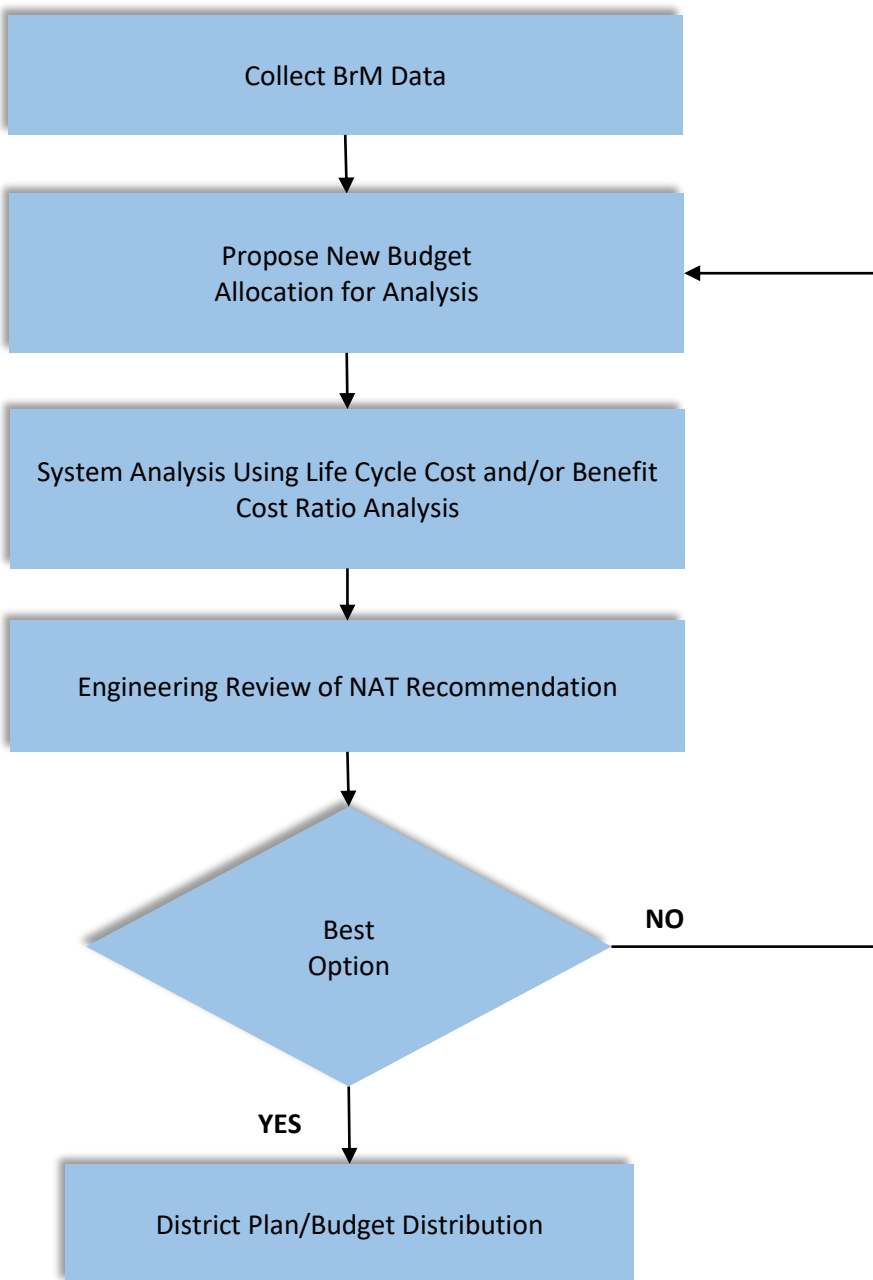 Collect BrM Data
Propose New Budget
Allocation for Analysis
System Analysis Using Life Cycle Cost and/or Benefit
Cost Ratio Analysis
Engineering Review of NAT Recommendation
Best
Option
NO
YES
District Plan/Budget Distribution